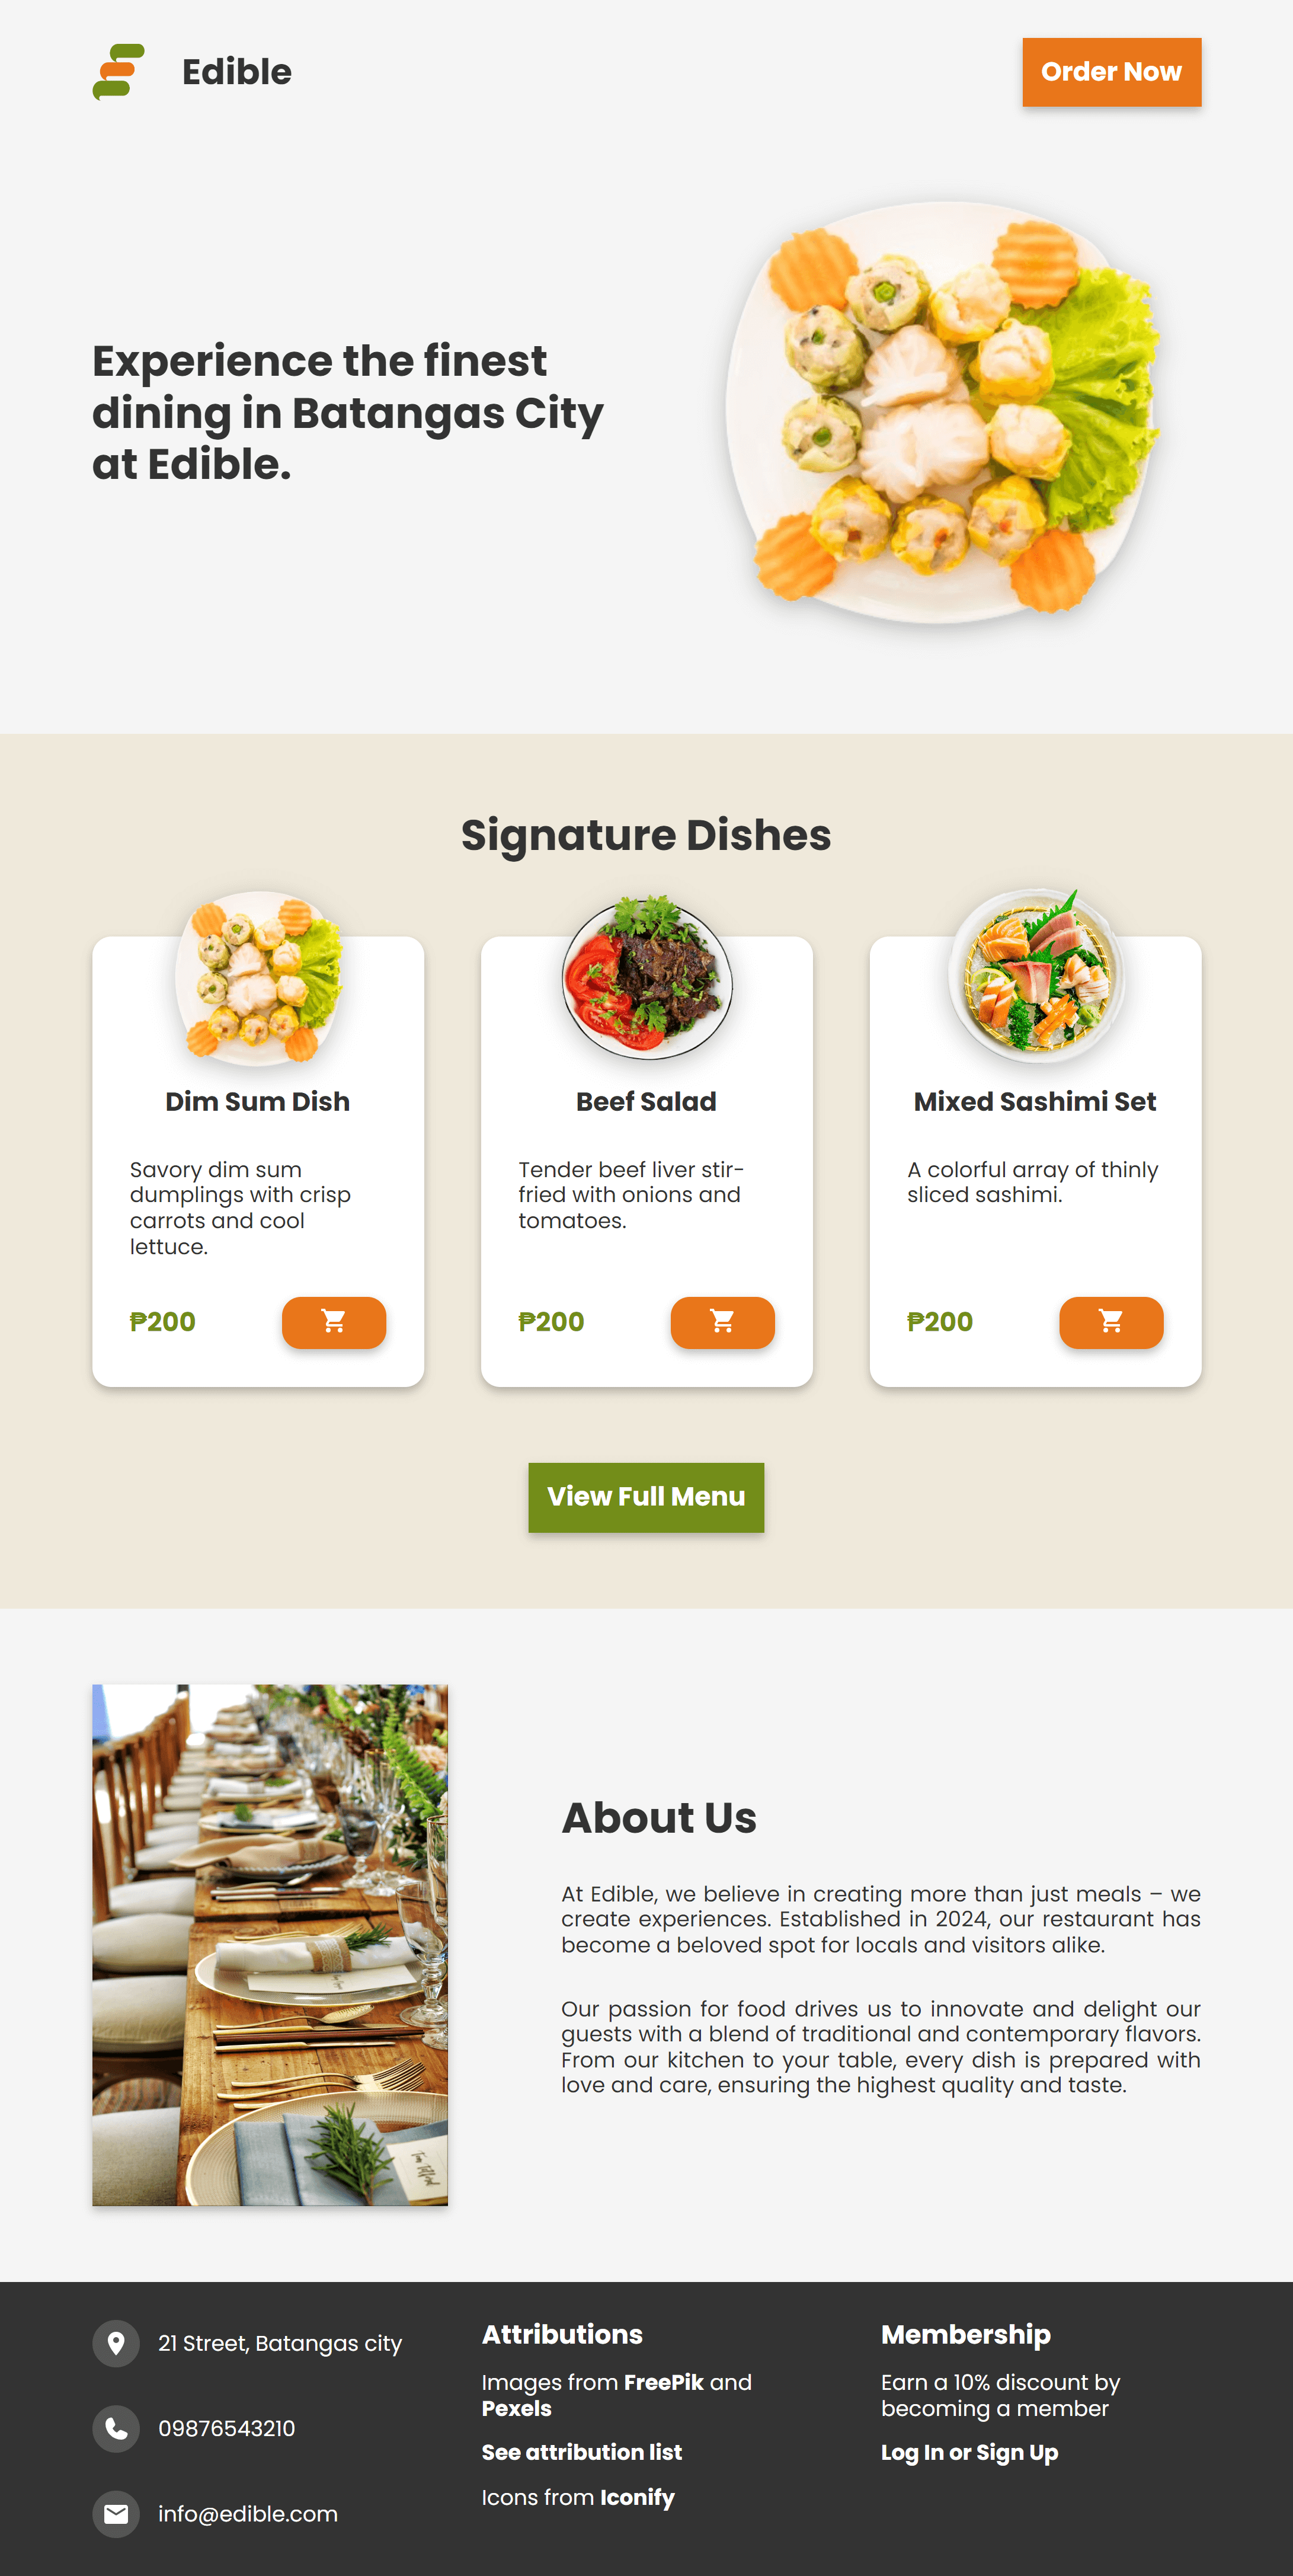 Edible
Order Now
Experience the finest
dining in Batangas City
at Edible.
Signature Dishes
Dim Sum Dish
Savory dim sum
dumplings with crisp
carrots and cool
lettuce.
₱200
Beef Salad
Tender beef liver stir-
fried with onions and
tomatoes.
₱200
Mixed Sashimi Set
A colorful array of thinly
sliced sashimi.
₱200
View Full Menu
About Us
At Edible, we believe in creating more than just meals – we
create experiences. Established in 2024, our restaurant has
become a beloved spot for locals and visitors alike.
Our passion for food drives us to innovate and delight our
guests with a blend of traditional and contemporary flavors.
From our kitchen to your table, every dish is prepared with
love and care, ensuring the highest quality and taste.
21 Street, Batangas city
09876543210
info@edible.com
Attributions
Images from FreePik and
Pexels
See attribution list
Icons from Iconify
Membership
Earn a 10% discount by
becoming a member
Log In or Sign Up